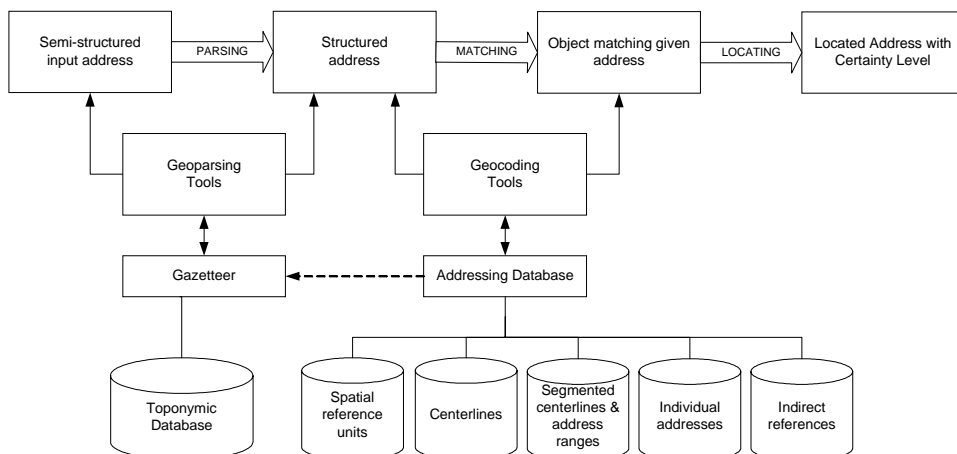 Semi-structured
input address
PARSING
Structured
address
MATCHING
Object matching given
address
LOCATING
Located Address with
Certainty Level
Geoparsing
Tools
Geocoding
Tools
Gazetteer
Addressing Database
Toponymic
Database
Spatial
reference
units
Centerlines
Segmented
centerlines &
address
ranges
Individual
addresses
Indirect
references